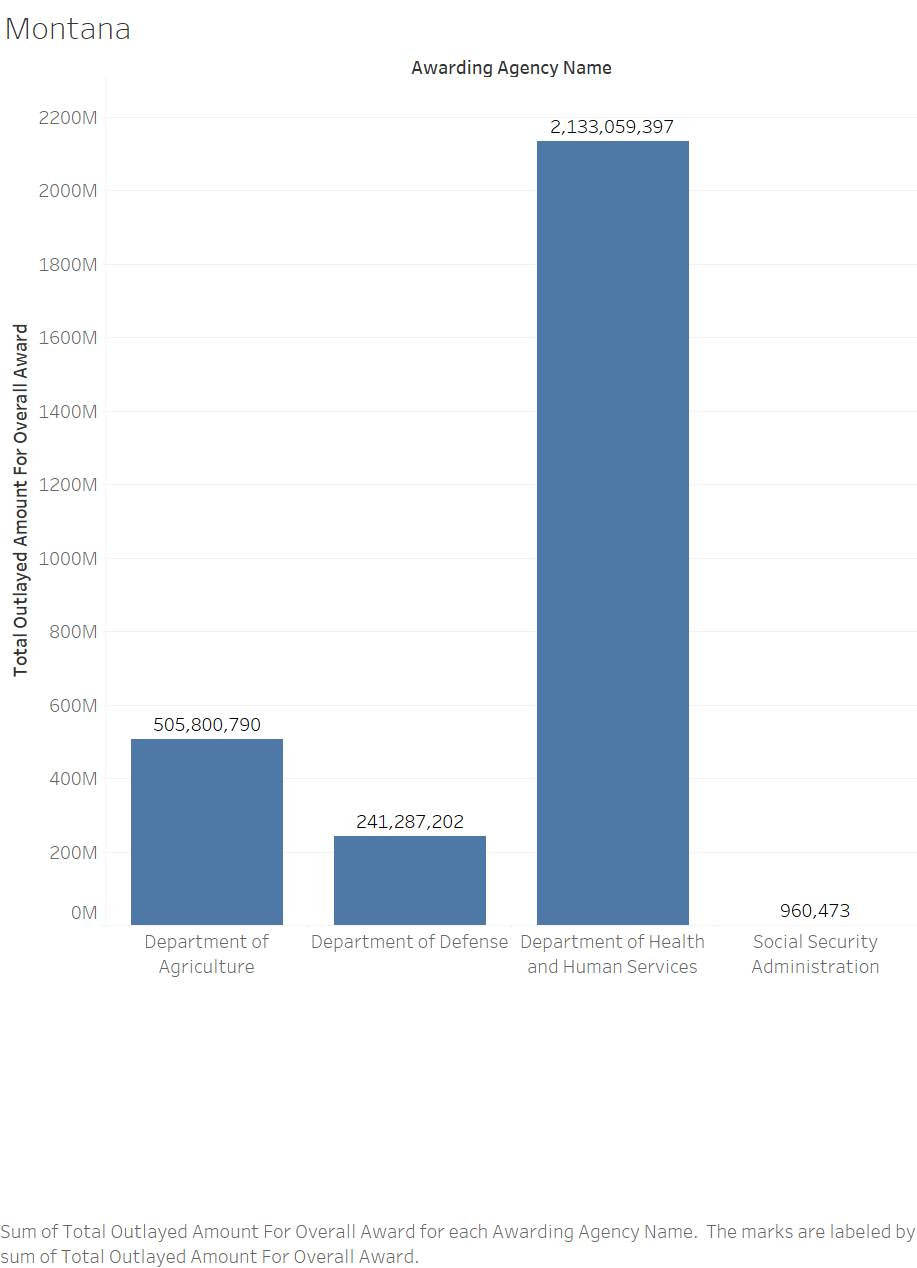 Montana
Awarding Agency Name
Total Outlayed Amount For Overall Award
2200M
2000M
1800M
1600M
1400M
1200M
1000M
800M
600M
400M
200M
0M
505,800,790
241,287,202
2,133,059,397
960,473
Department of
Agriculture
Department of Defense
Department of Health
and Human Services
Social Security
Administration
Sum of Total Outlayed Amount For Overall Award for each Awarding Agency Name.  The marks are labeled by
sum of Total Outlayed Amount For Overall Award.